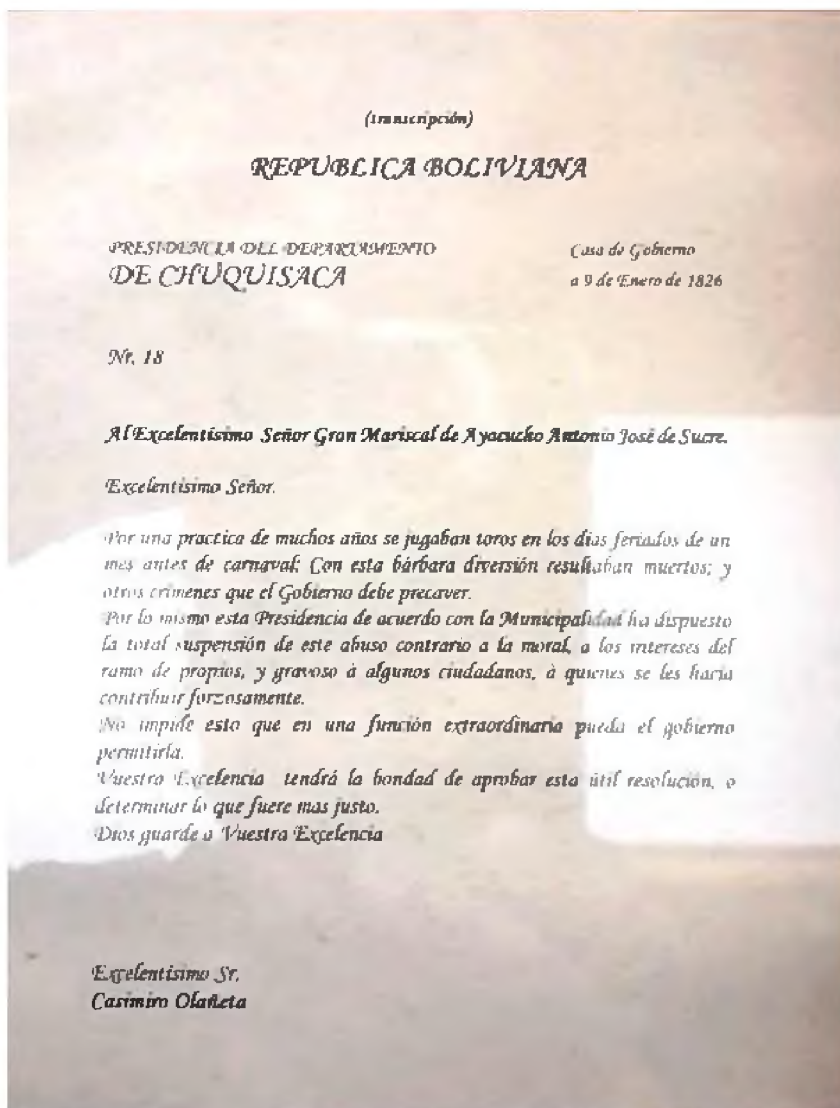 (transcripción)
REPUBLICA BOLIVIANA
PRESIDENCIA DEL DEPARTAMENTO
DE CHUQUISACA
Casa de Gobierno
a 9 de Enero de 1826
Nr. 18
Al Excelentísimo Señor Gran Mariscal de Ayacucho Antonio José de Sucre.
Excelentísimo Señor.
Por una practica de muchos años se jugaban toros en los dias feriados de un
mes antes de carnaval; Con esta bárbara diversión resultaban muertos; y
otros crímenes que el Gobierno debe precaver.
Por lo mismo esta Presidencia de acuerdo con la Municipalidad ha dispuesto
la total suspensión de este abuso contrario a la moral, a los intereses del
ramo de propios, y gravoso à algunos ciudadanos, à quienes se les hacia
contribuir forzosamente.
No impide esto que en una función extraordinaria pueda el gobierno
permitirla.
Vuestra Excelencia tendrá la bondad de aprobar esta útil resolución, o
determinar lo que fuere mas justo.
Dios guarde a Vuestra Excelencia
Excelentísimo Sr.
Casimiro Olañeta